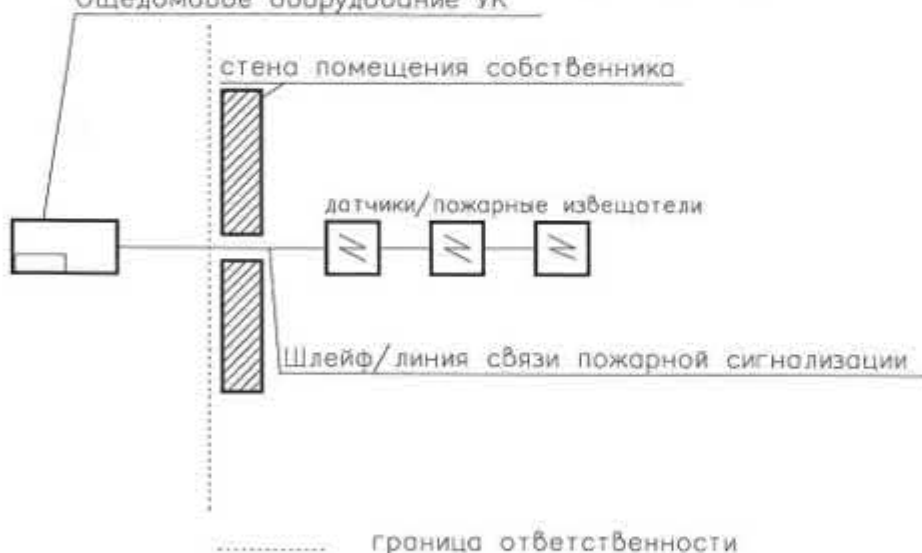 Общедомовое оборудование УК
стена помещения собственника
датчики/пожарные извещатели
Шлейф/линия связи пожарной сигнализации
граница ответственности